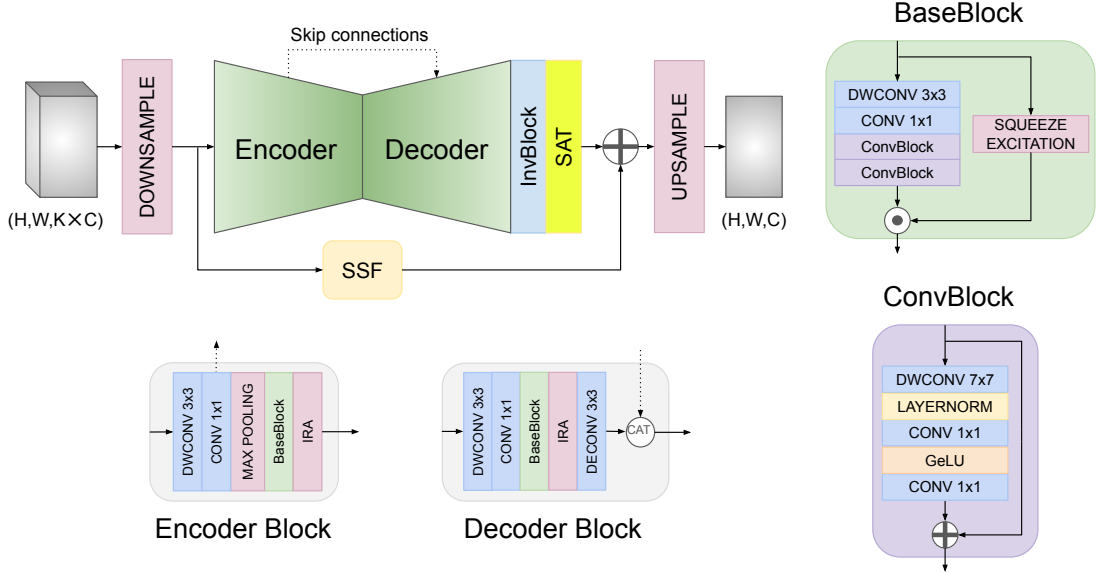 Skip connections
(H,W,K×C)
DOWNSAMPLE
Encoder
Decoder
InvBlock
SAT
UPSAMPLE
(H,W,C)
SSF
BaseBlock
DWCONV 3x3
CONV 1x1
ConvBlock
ConvBlock
SQUEEZE
EXCITATION
ConvBlock
DWCONV 7x7
LAYERNORM
CONV 1x1
GeLU
CONV 1x1
DWCONV 3x3
CONV 1x1
MAX POOLING
BaseBlock
IRA
Encoder Block
DWCONV 3x3
CONV 1x1
BaseBlock
IRA
DECONV 3x3
CAT
Decoder Block